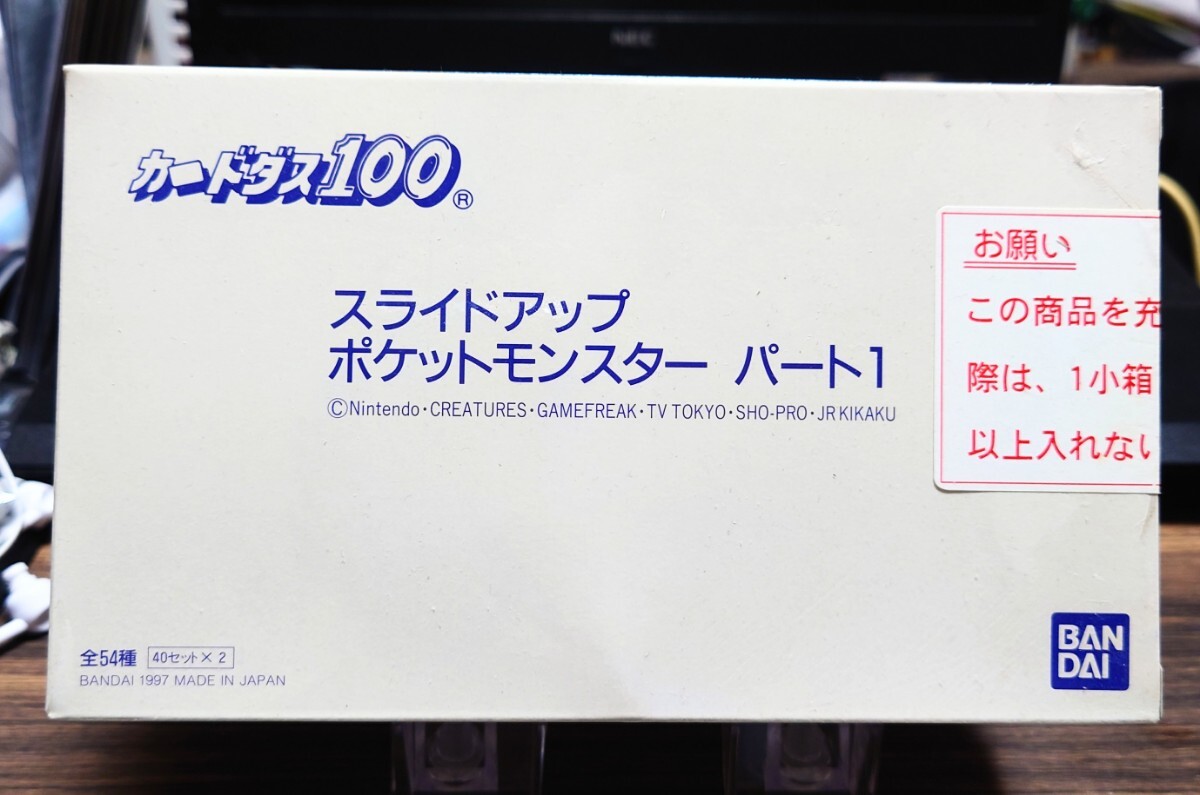 NEC
カードダス100®
スライドアップ
ポケットモンスター パート1
©Nintendo・CREATURES・GAMEFREAK・TV TOKYO・SHO-PRO・JR KIKAKU
お願い
この商品を充
際は、1小箱
以上入れない
全54種 40セット×2
BANDAI 1997 MADE IN JAPAN
BAN
DAI